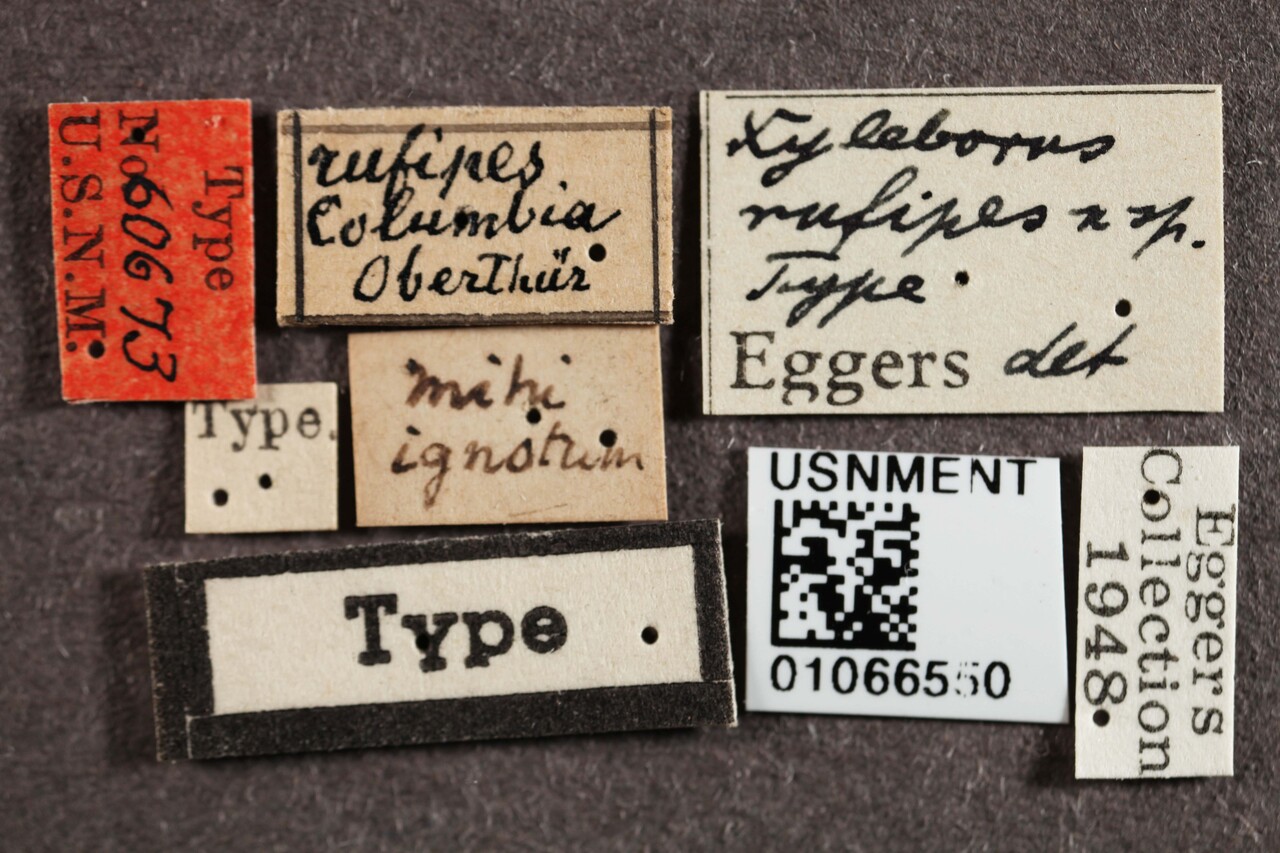 Type
No 60673
U.S.N.M.
rufipes
Columbia
Oberthür
Xyleborus
rufipes n sp.
Type
Eggers det
Type.
mihi
ignotum
Type
USNMENT
01066550
Eggers
Collection
1948